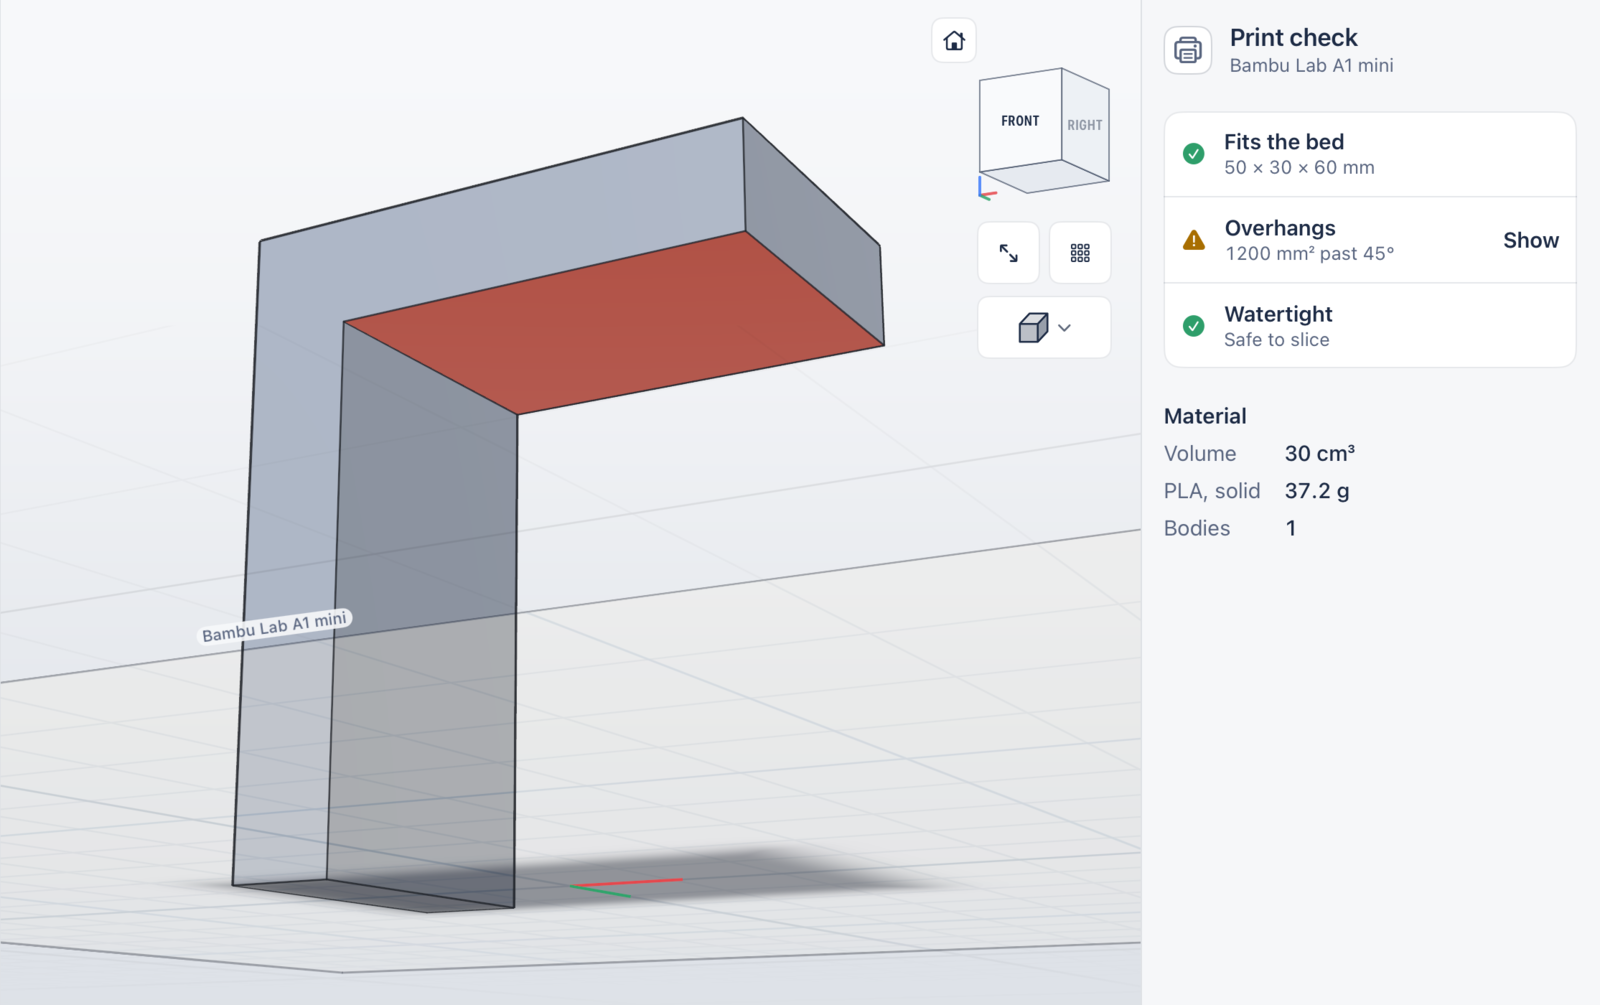 Print check
Bambu Lab A1 mini
FRONT
RIGHT
Fits the bed
50 × 30 × 60 mm
Overhangs
1200 mm² past 45°
Show
Watertight
Safe to slice
Material
Volume 30 cm³
PLA, solid 37.2 g
Bodies 1
Bambu Lab A1 mini